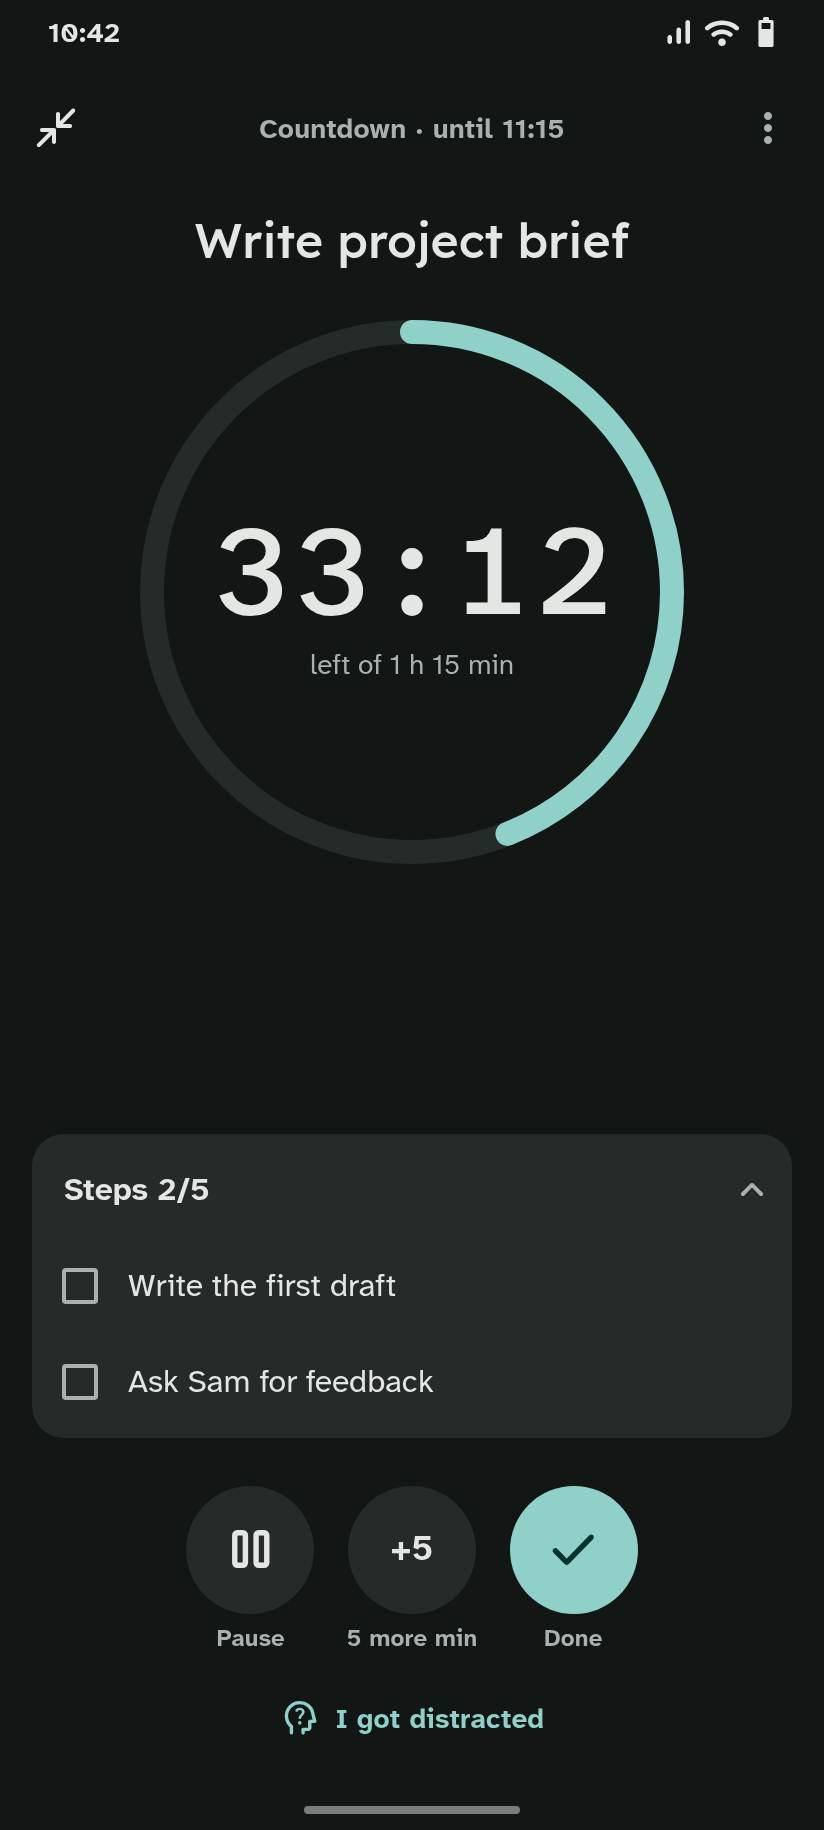 10:42
Countdown · until 11:15
Write project brief
33:12
left of 1 h 15 min
Steps 2/5
Write the first draft
Ask Sam for feedback
+5
Pause
5 more min
Done
I got distracted